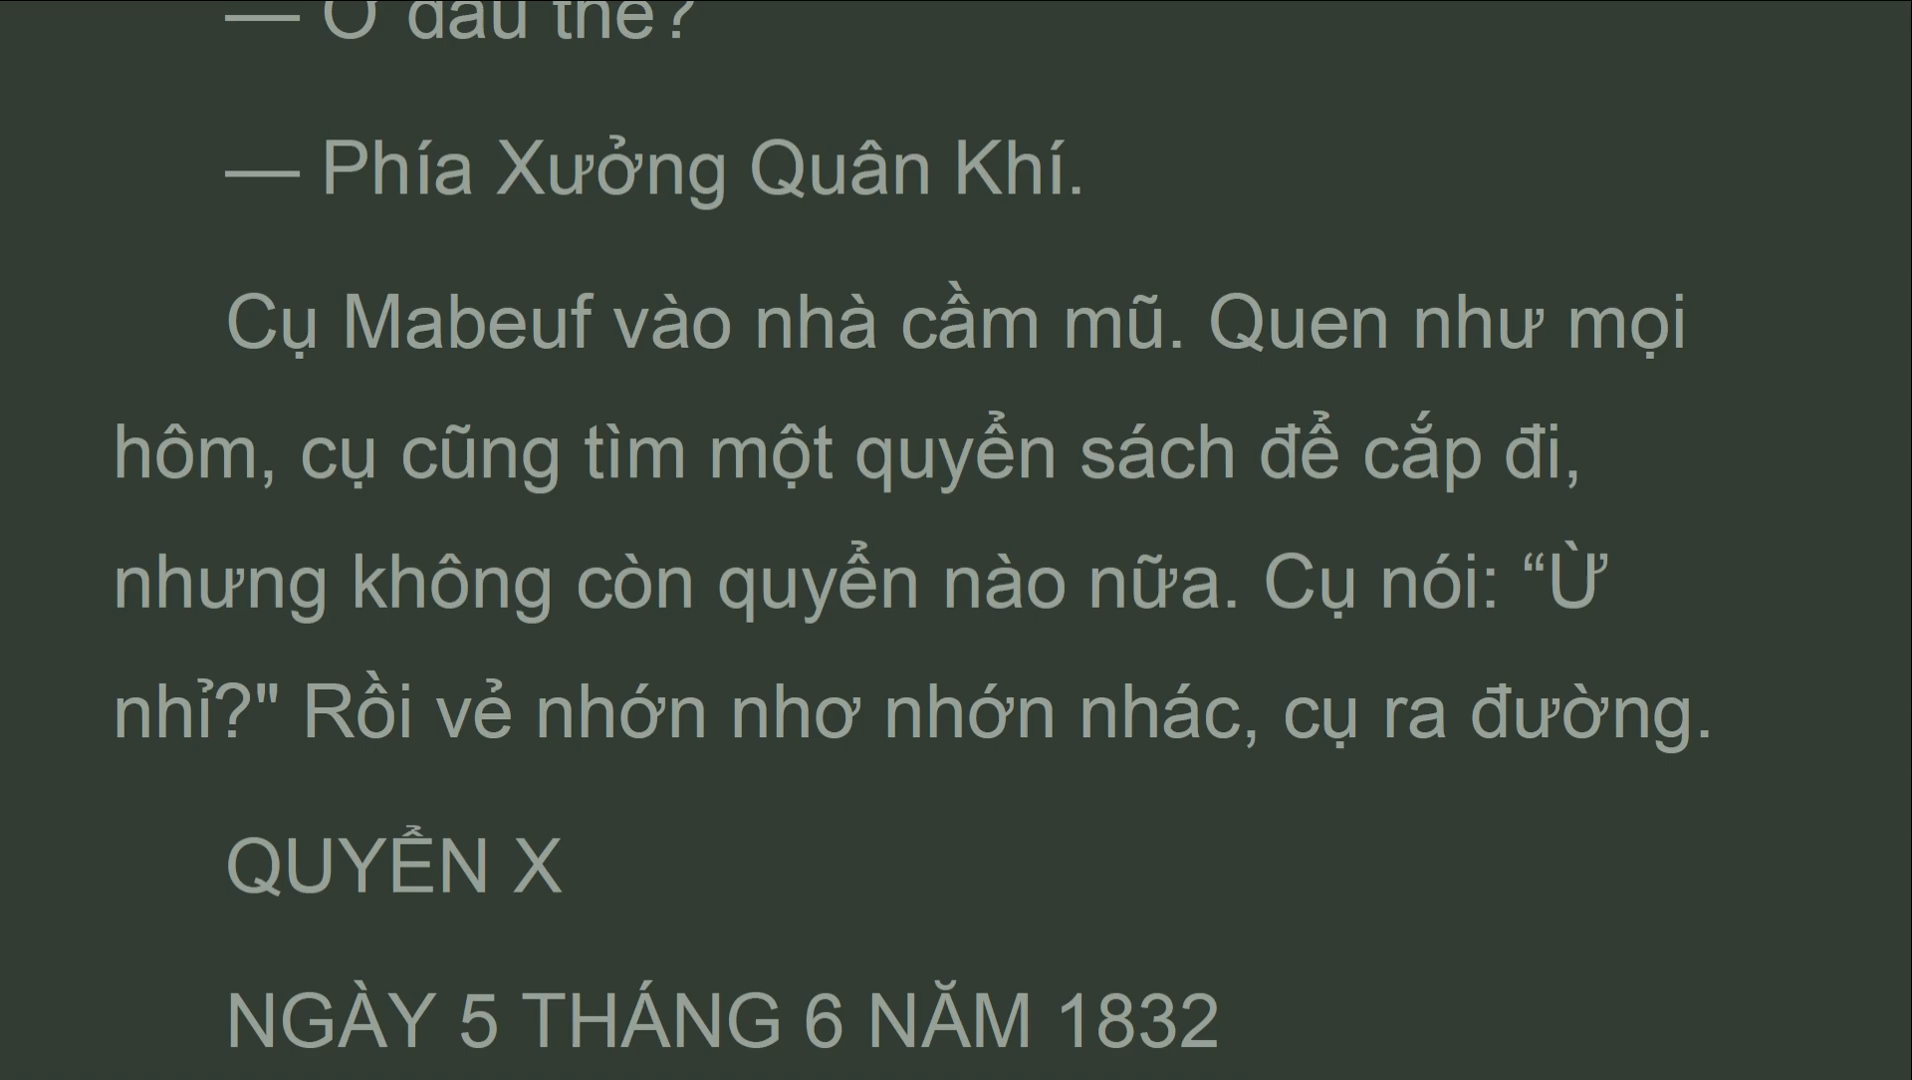 — Ở đâu thế?
— Phía Xưởng Quân Khí.
Cụ Mabeuf vào nhà cầm mũ. Quen như mọi
hôm, cụ cũng tìm một quyển sách để cắp đi,
nhưng không còn quyển nào nữa. Cụ nói: “Ừ
nhỉ?" Rồi vẻ nhớn nhơ nhớn nhác, cụ ra đường.
QUYỂN X
NGÀY 5 THÁNG 6 NĂM 1832